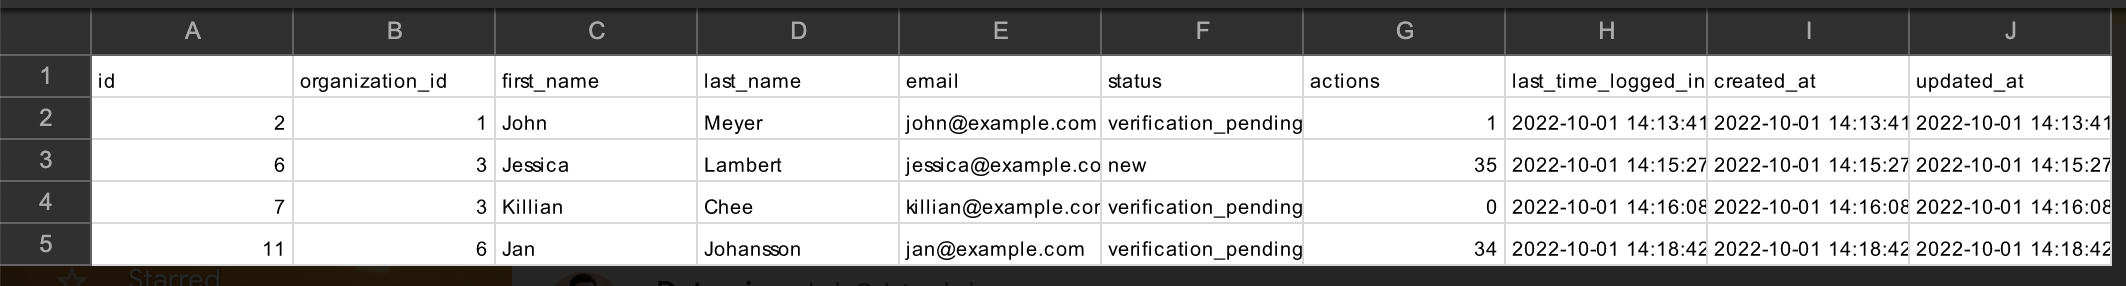 A B C D E F G H I J
1 id organization_id first_name last_name email status actions last_time_logged_in created_at updated_at
2 2 1 John Meyer john@example.com verification_pending 1 2022-10-01 14:13:41 2022-10-01 14:13:41 2022-10-01 14:13:41
3 6 3 Jessica Lambert jessica@example.co new 35 2022-10-01 14:15:27 2022-10-01 14:15:27 2022-10-01 14:15:27
4 7 3 Killian Chee killian@example.cor verification_pending 0 2022-10-01 14:16:08 2022-10-01 14:16:08 2022-10-01 14:16:08
5 11 6 Jan Johansson jan@example.com verification_pending 34 2022-10-01 14:18:42 2022-10-01 14:18:42 2022-10-01 14:18:42
Starred